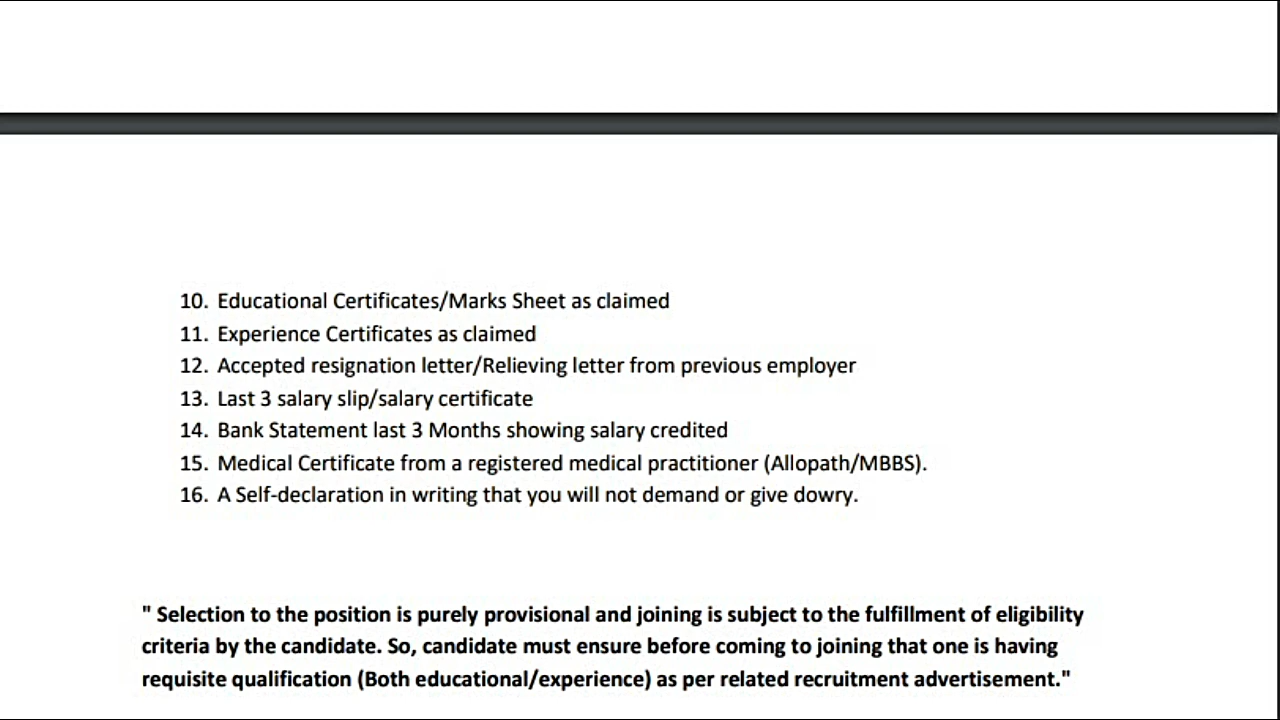 10. Educational Certificates/Marks Sheet as claimed
11. Experience Certificates as claimed
12. Accepted resignation letter/Relieving letter from previous employer
13. Last 3 salary slip/salary certificate
14. Bank Statement last 3 Months showing salary credited
15. Medical Certificate from a registered medical practitioner (Allopath/MBBS).
16. A Self-declaration in writing that you will not demand or give dowry.
" Selection to the position is purely provisional and joining is subject to the fulfillment of eligibility
criteria by the candidate. So, candidate must ensure before coming to joining that one is having
requisite qualification (Both educational/experience) as per related recruitment advertisement."